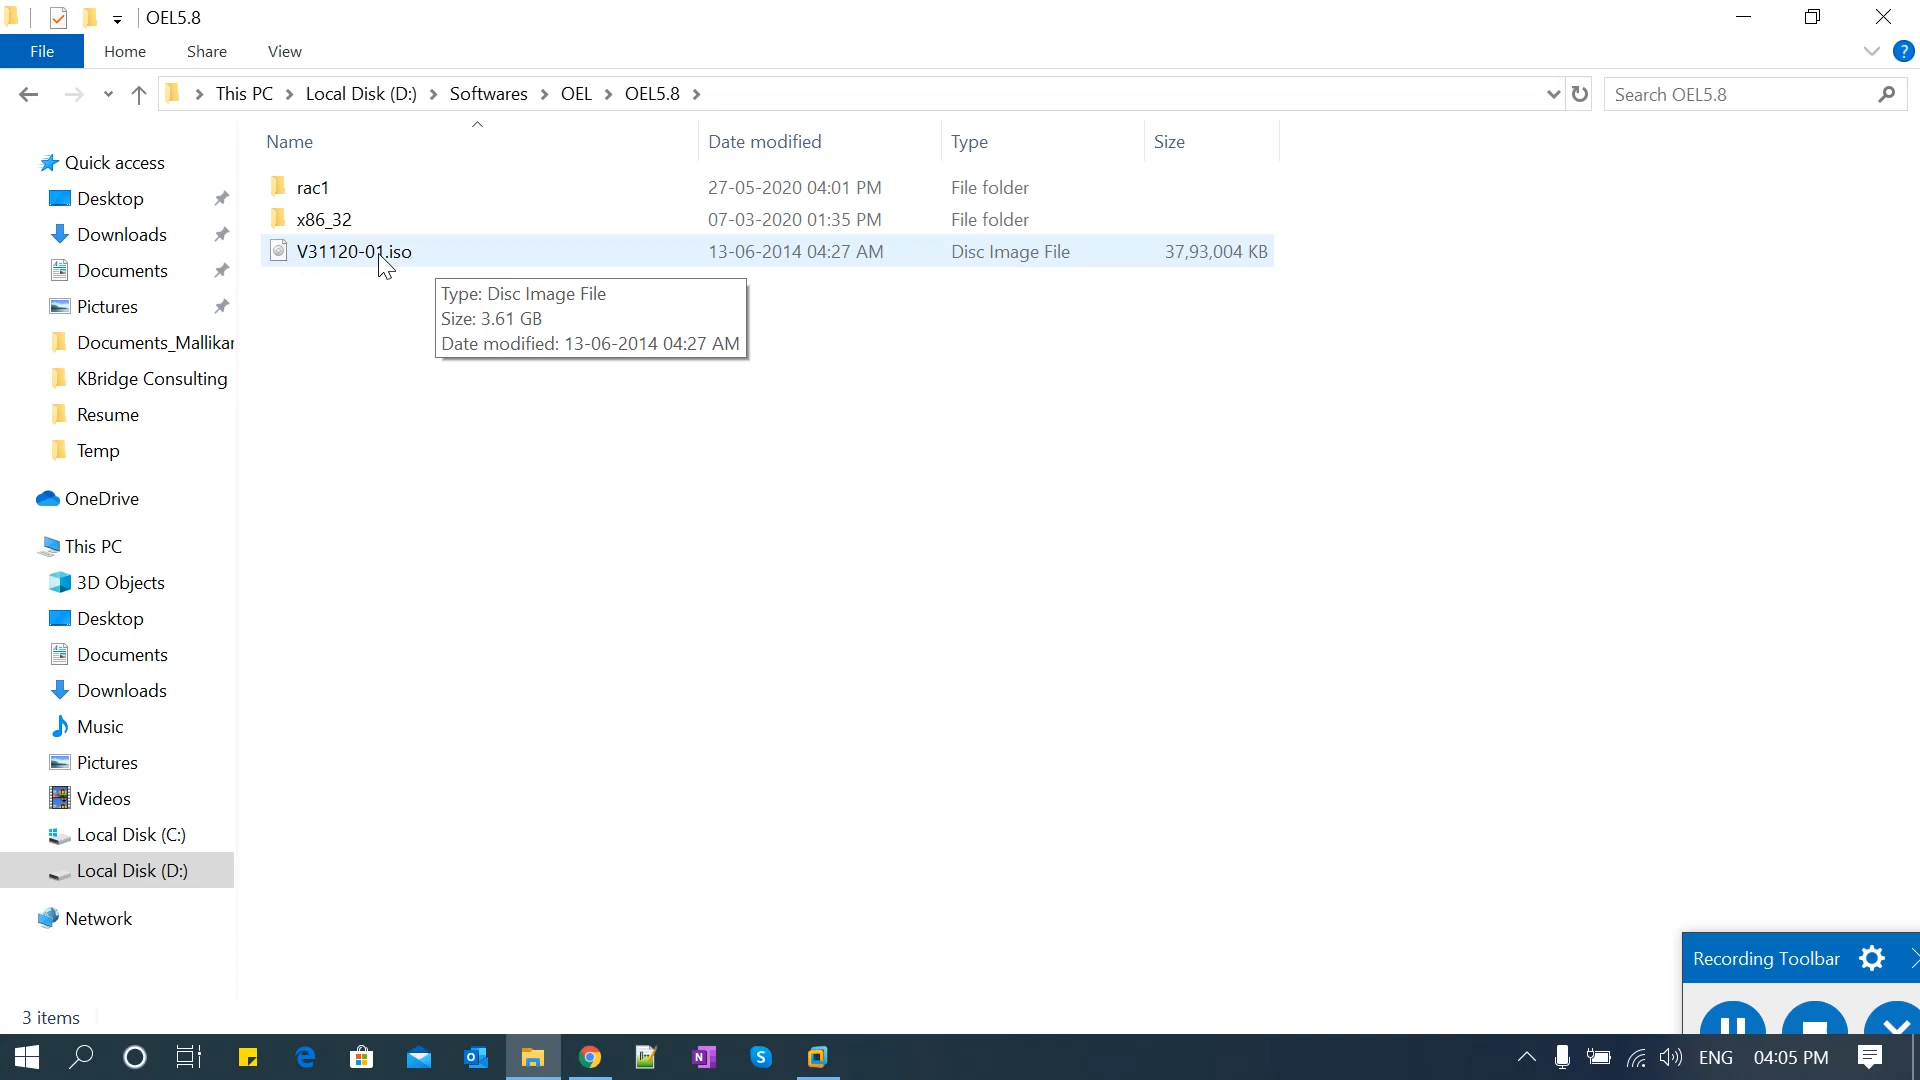 OEL5.8
File Home Share View
This PC Local Disk (D:) Softwares OEL OEL5.8
Search OEL5.8
Name Date modified Type Size
rac1 27-05-2020 04:01 PM File folder
x86_32 07-03-2020 01:35 PM File folder
V31120-01.iso 13-06-2014 04:27 AM Disc Image File 37,93,004 KB
Type: Disc Image File
Size: 3.61 GB
Date modified: 13-06-2014 04:27 AM
Quick access
Desktop
Downloads
Documents
Pictures
Documents_Mallikar
KBridge Consulting
Resume
Temp
OneDrive
This PC
3D Objects
Desktop
Documents
Downloads
Music
Pictures
Videos
Local Disk (C:)
Local Disk (D:)
Network
Recording Toolbar
3 items
ENG 04:05 PM